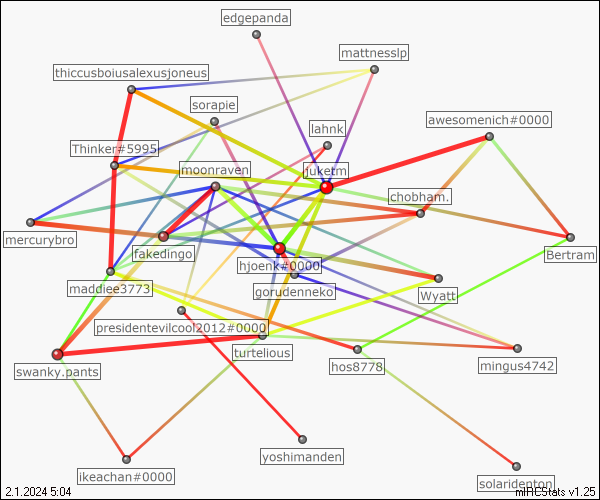 edgepanda
mattnesslp
thiccusboiusalexusjoneus
sorapie
awesomenich#0000
lahnk
Thinker#5995
moonraven
juketm
chobham.
mercurybro
fakedingo
Bertram
hjoenk#0000
maddiee3773
gorudenneko
Wyatt
presidentevilcool2012#0000
turtelious
swanky.pants
hos8778
mingus4742
yoshimanden
ikeachan#0000
solaridenton
2.1.2024 5:04
mIRCStats v1.25